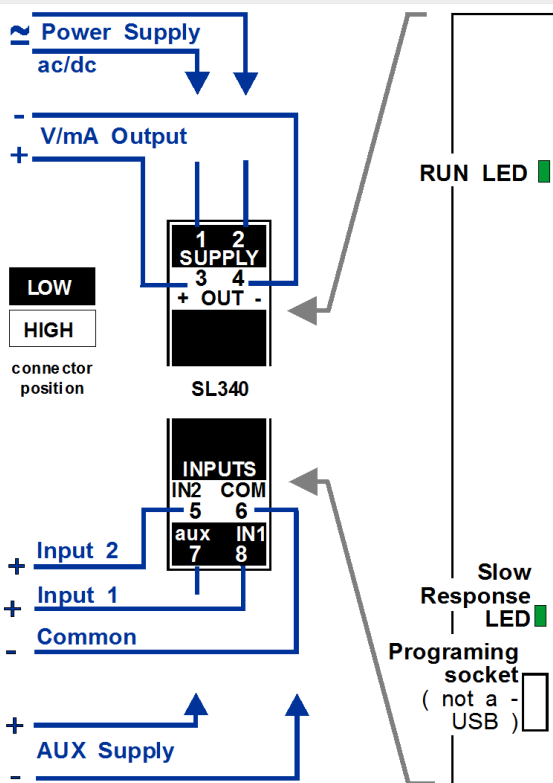 ≃ Power Supply
ac/dc
-
V/mA Output
+
RUN LED
1 2
SUPPLY
3 4
+ OUT -
LOW
HIGH
connector
position
SL340
INPUTS
IN2 COM
5 6
aux IN1
7 8
Input 2
+
Input 1
+
Common
-
Slow
Response
LED
Programing
socket
( not a -
USB )
+
AUX Supply
-